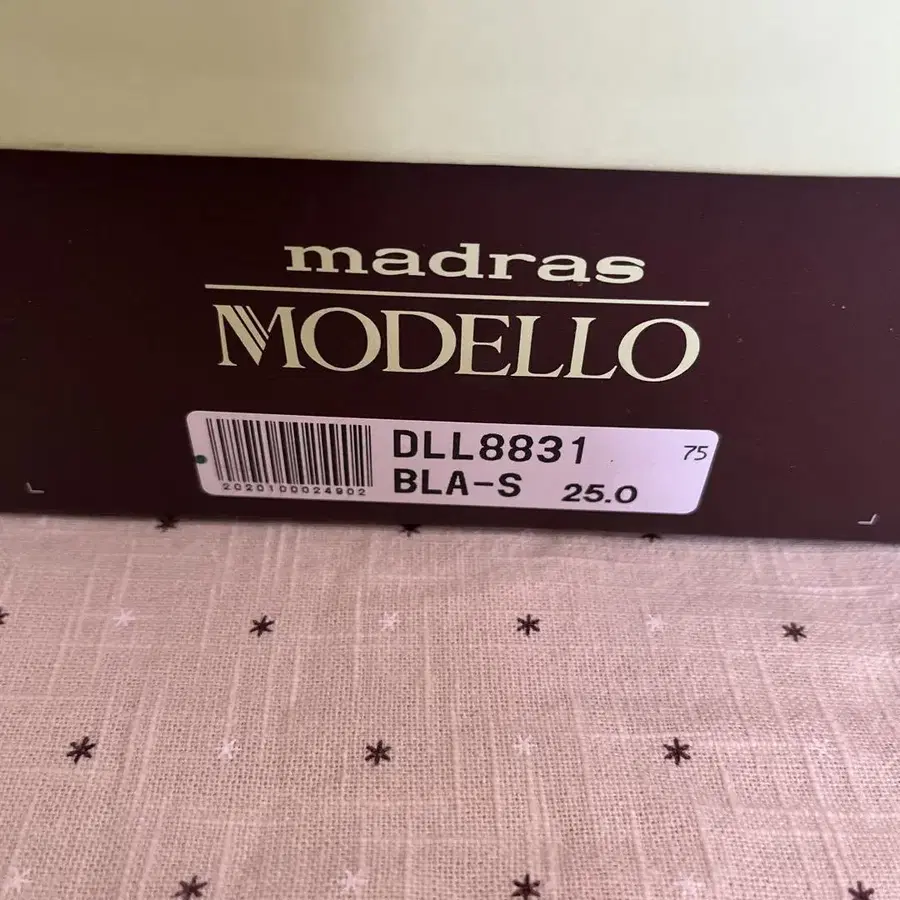 madras
MODELLO
DLL8831 75
BLA-S 25.0
2020100024902